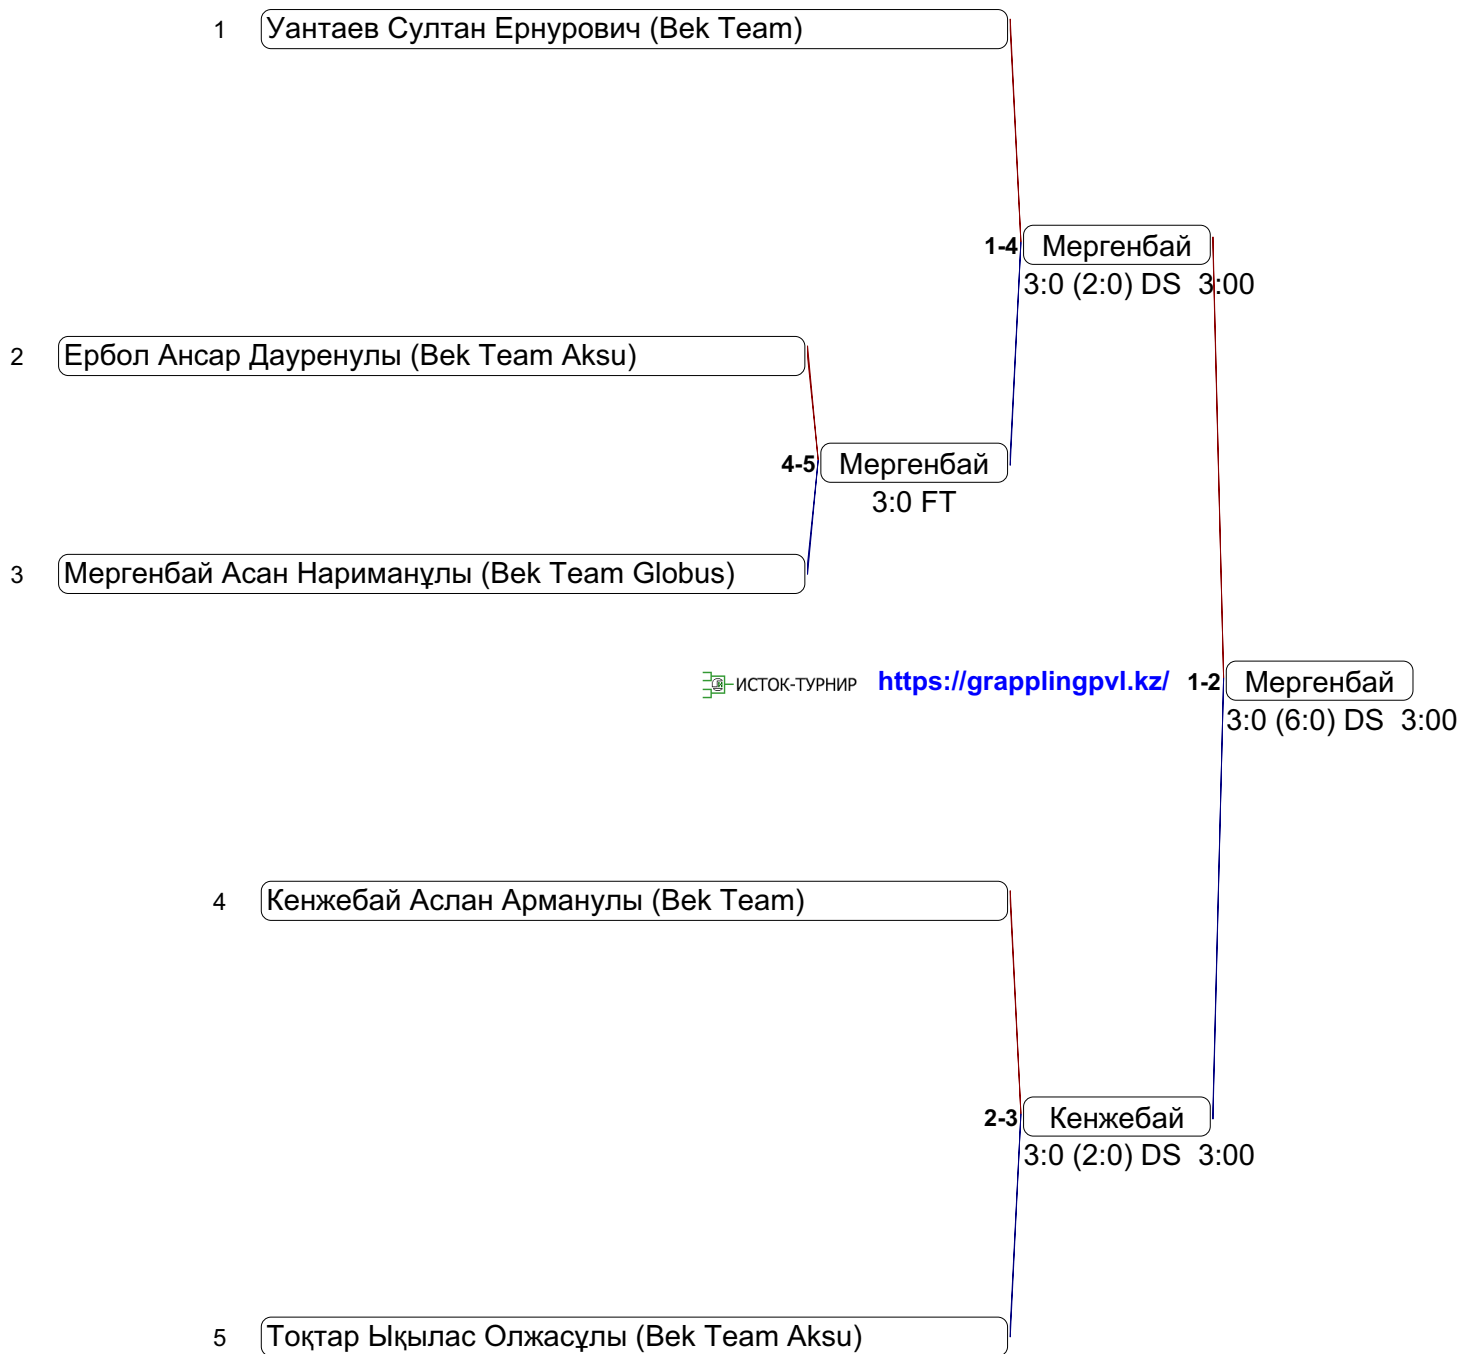 1 Уантаев Султан Ернурович (Bek Team)
1-4 Мергенбай
3:0 (2:0) DS 3:00
2 Ербол Ансар Дауренулы (Bek Team Aksu)
4-5 Мергенбай
3:0 FT
3 Мергенбай Асан Нариманұлы (Bek Team Globus)
ИСТОК-ТУРНИР https://grapplingpvl.kz/ 1-2 Мергенбай
3:0 (6:0) DS 3:00
4 Кенжебай Аслан Арманулы (Bek Team)
2-3 Кенжебай
3:0 (2:0) DS 3:00
5 Тоқтар Ықылас Олжасұлы (Bek Team Aksu)